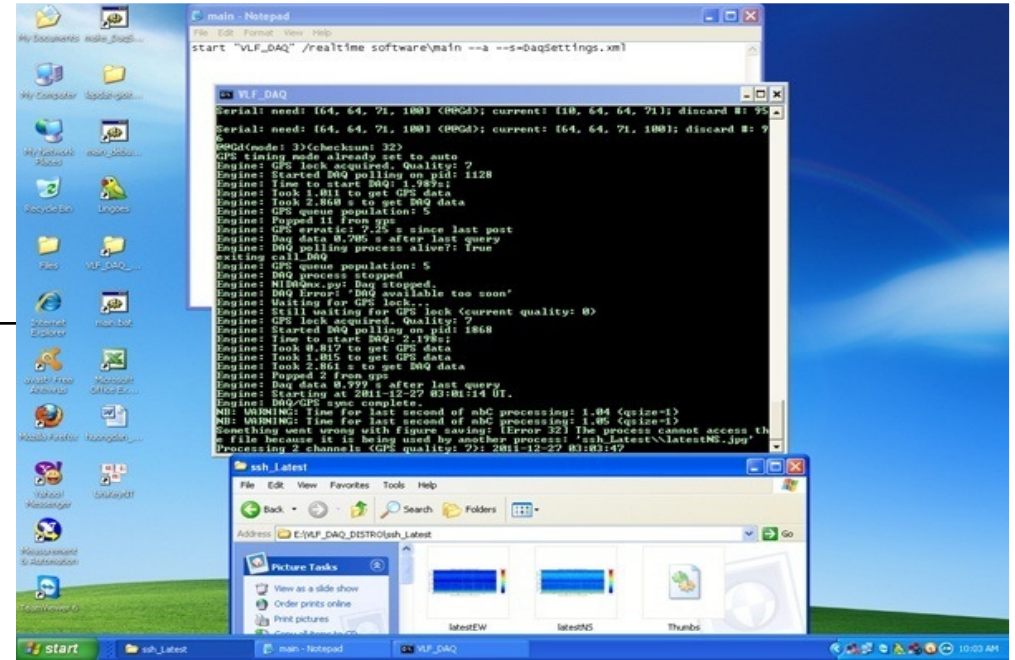 My Documents
My Computer
My Network Places
Recycle Bin
Lingoes
Files
Internet Explorer
main.bat
avast! Free Antivirus
Microsoft Office Ex...
Mozilla Firefox
Yahoo! Messenger
Measurement & Automation
TeamViewer 6
main - Notepad
File Edit Format View Help
start "VLF_DAQ" /realtime software\main --a --s=DaqSettings.xml
VLF_DAQ
Serial: need: [64, 64, 71, 100] (@@Gd); current: [10, 64, 64, 71]; discard #: 95
Serial: need: [64, 64, 71, 100] (@@Gd); current: [64, 64, 71, 100]; discard #: 9
6
@@Gd(mode: 3)(checksum: 32)
GPS timing mode already set to auto
Engine: GPS lock acquired. Quality: 7
Engine: Started DAQ polling on pid: 1128
Engine: Time to start DAQ: 1.989s;
Engine: Took 1.011 to get GPS data
Engine: Took 2.860 s to get DAQ data
Engine: GPS queue population: 5
Engine: Popped 11 from gps
Engine: GPS erratic: 7.25 s since last post
Engine: Daq data 0.705 s after last query
Engine: DAQ polling process alive?: True
exiting call_DAQ
Engine: GPS queue population: 5
Engine: DAQ process stopped
Engine: NIDAQmx.py: Daq stopped.
Engine: DAQ Error: 'DAQ available too soon'
Engine: Waiting for GPS lock...
Engine: Still waiting for GPS lock (current quality: 0)
Engine: GPS lock acquired. Quality: 7
Engine: Started DAQ polling on pid: 1868
Engine: Time to start DAQ: 2.198s;
Engine: Took 0.817 to get GPS data
Engine: Took 1.015 to get GPS data
Engine: Took 2.861 s to get DAQ data
Engine: Popped 2 from gps
Engine: Daq data 0.999 s after last query
Engine: Starting at 2011-12-27 03:01:14 UT.
Engine: DAQ/GPS sync complete.
NB: WARNING: Time for last second of nbC processing: 1.04 (qsize=1)
NB: WARNING: Time for last second of nbC processing: 1.05 (qsize=1)
Something went wrong with figure saving: [Error 32] The process cannot access th
e file because it is being used by another process: 'ssh_Latest\\latestNS.jpg'
Processing 2 channels (GPS quality: 7): 2011-12-27 03:03:47
ssh_Latest
File Edit View Favorites Tools Help
Back Search Folders
Address E:\VLF_DAQ_DISTRO\ssh_Latest Go
Picture Tasks
View as a slide show
Order prints online
Print pictures
latestEW latestNS Thumbs
start ssh_Latest main - Notepad VLF_DAQ 10:03 AM